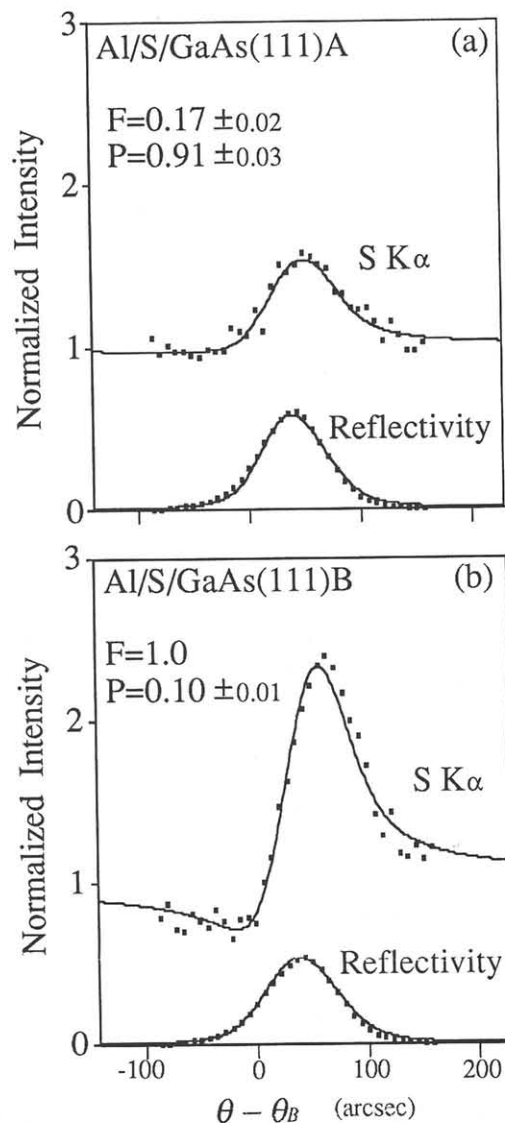 3
Al/S/GaAs(111)A
(a)
F=0.17 ±0.02
P=0.91 ±0.03
2
S Kα
1
Reflectivity
0
Normalized Intensity
3
Al/S/GaAs(111)B
(b)
F=1.0
P=0.10 ±0.01
2
S Kα
1
Reflectivity
0
Normalized Intensity
-100 0 100 200
θ − θB (arcsec)